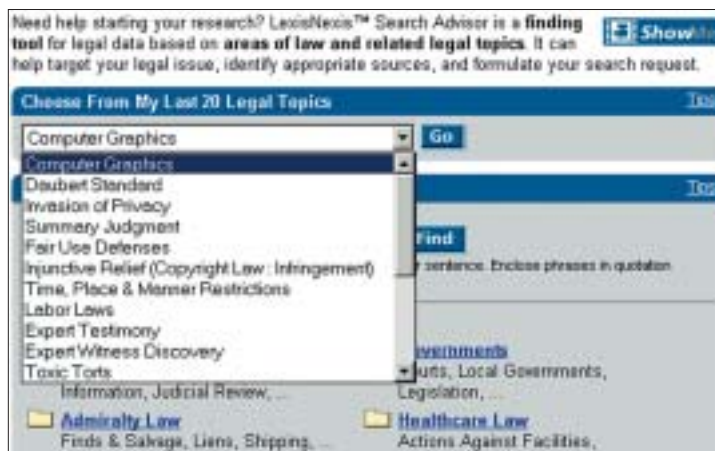 Need help starting your research? LexisNexis™ Search Advisor is a finding
tool for legal data based on areas of law and related legal topics. It can
help target your legal issue, identify appropriate sources, and formulate your search request.
Show
Choose From My Last 20 Legal Topics
Tips
Computer Graphics
Go
Computer Graphics
Daubert Standard
Tips
Invasion of Privacy
Summary Judgment
Fair Use Defenses
Find
Injunctive Relief (Copyright Law : Infringement)
sentence. Enclose phrases in quotation
Time, Place & Manner Restrictions
Labor Laws
Expert Testimony
Expert Witness Discovery
Toxic Torts
Local Governments,
Information, Judicial Review, ...
Legislation, ...
Admiralty Law
Healthcare Law
Finds & Salvage, Liens, Shipping, ...
Actions Against Facilities,